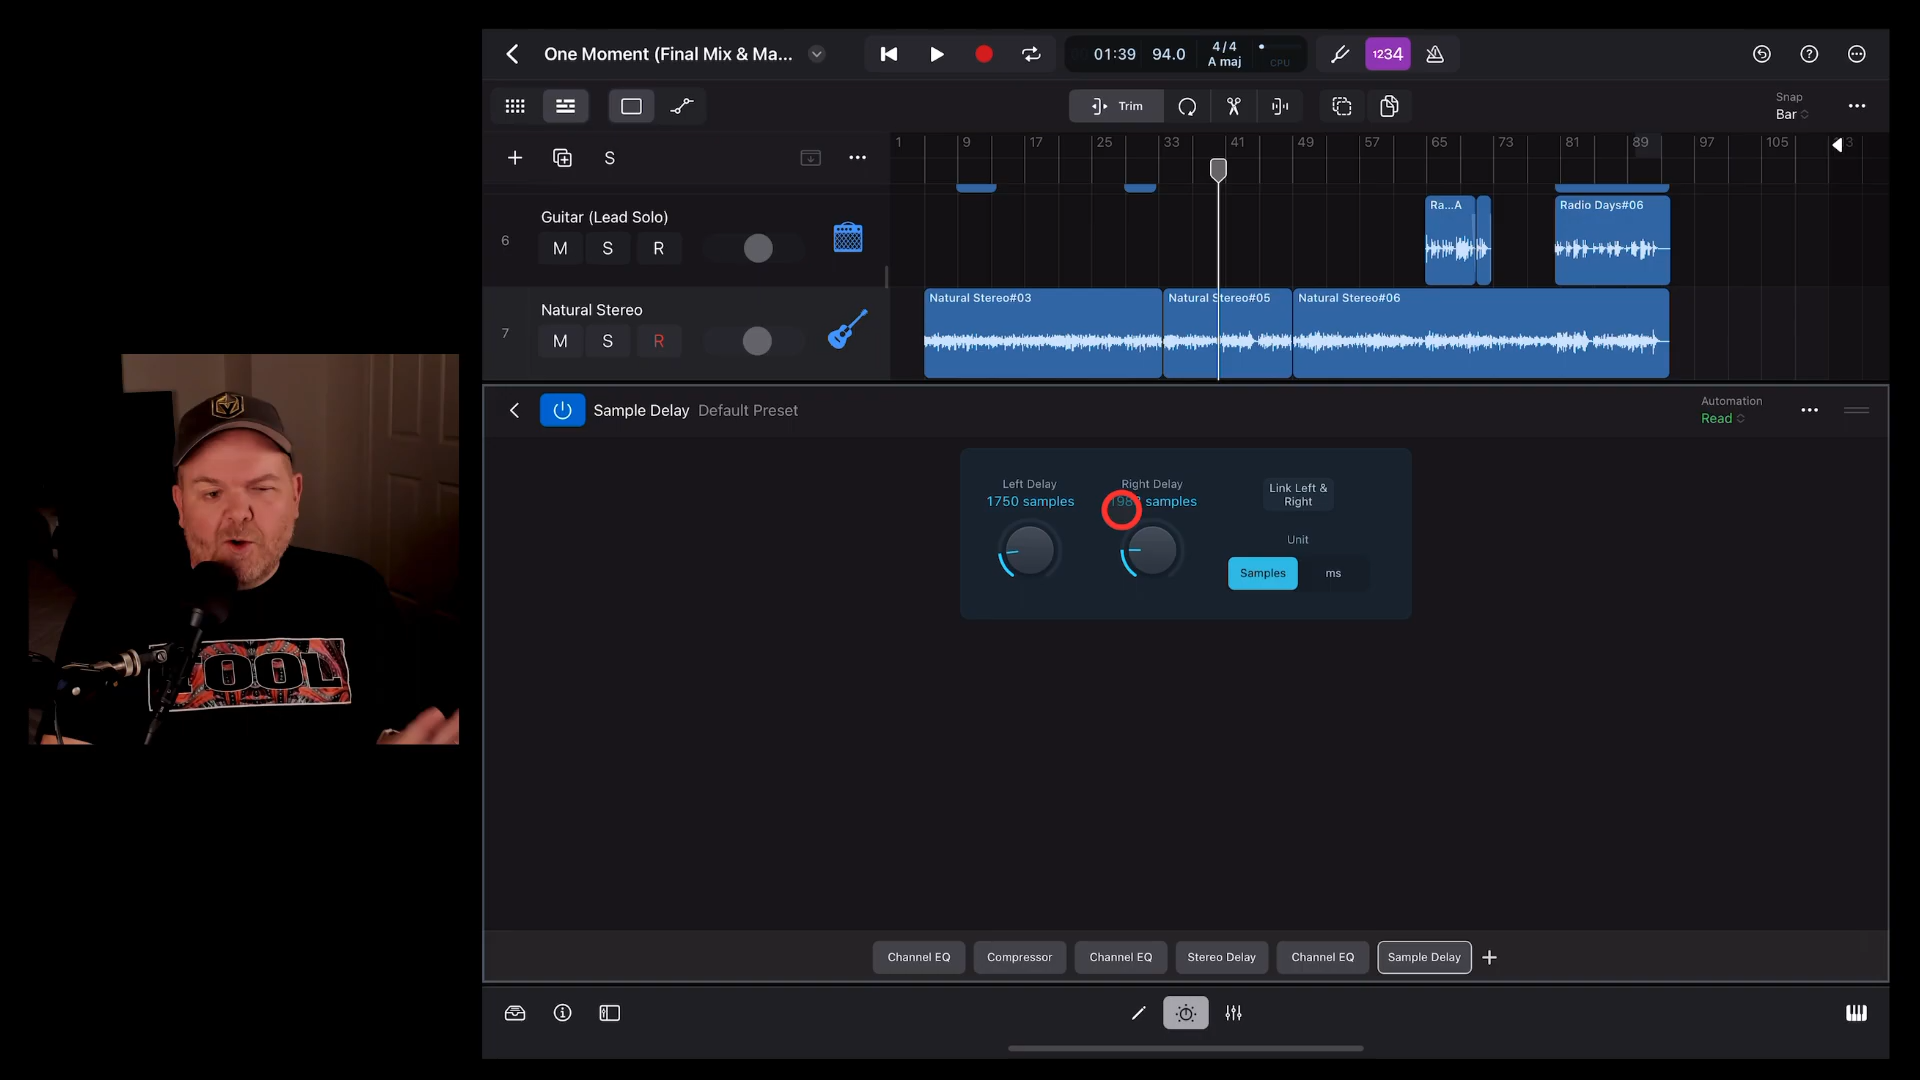 One Moment (Final Mix & Ma...
01:39
94.0
4/4
A maj
CPU
1234
Trim
Snap
Bar
S
1
9
17
25
33
41
49
57
65
73
81
89
97
105
6
Guitar (Lead Solo)
M S R
Ra...A
Radio Days#06
7
Natural Stereo
M S R
Natural Stereo#03
Natural Stereo#05
Natural Stereo#06
Sample Delay Default Preset
Automation
Read
Left Delay
1750 samples
Right Delay
samples
Link Left &
Right
Unit
Samples
ms
Channel EQ
Compressor
Channel EQ
Stereo Delay
Channel EQ
Sample Delay
TOOL